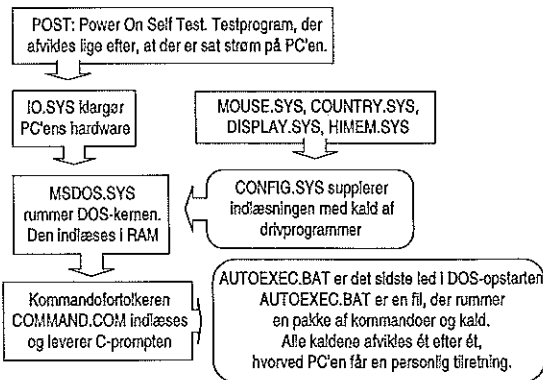 POST: Power On Self Test. Testprogram, der
afvikles lige efter, at der er sat strøm på PC'en.
IO.SYS klargør
PC'ens hardware
MOUSE.SYS, COUNTRY.SYS,
DISPLAY.SYS, HIMEM.SYS
MSDOS.SYS
rummer DOS-kernen.
Den indlæses i RAM
CONFIG.SYS supplerer
indlæsningen med kald af
drivprogrammer
Kommandofortolkeren
COMMAND.COM indlæses
og leverer C-prompten
AUTOEXEC.BAT er det sidste led i DOS-opstarten
AUTOEXEC.BAT er en fil, der rummer
en pakke af kommandoer og kald.
Alle kaldene afvikles ét efter ét,
hvorved PC'en får en personlig tilretning.